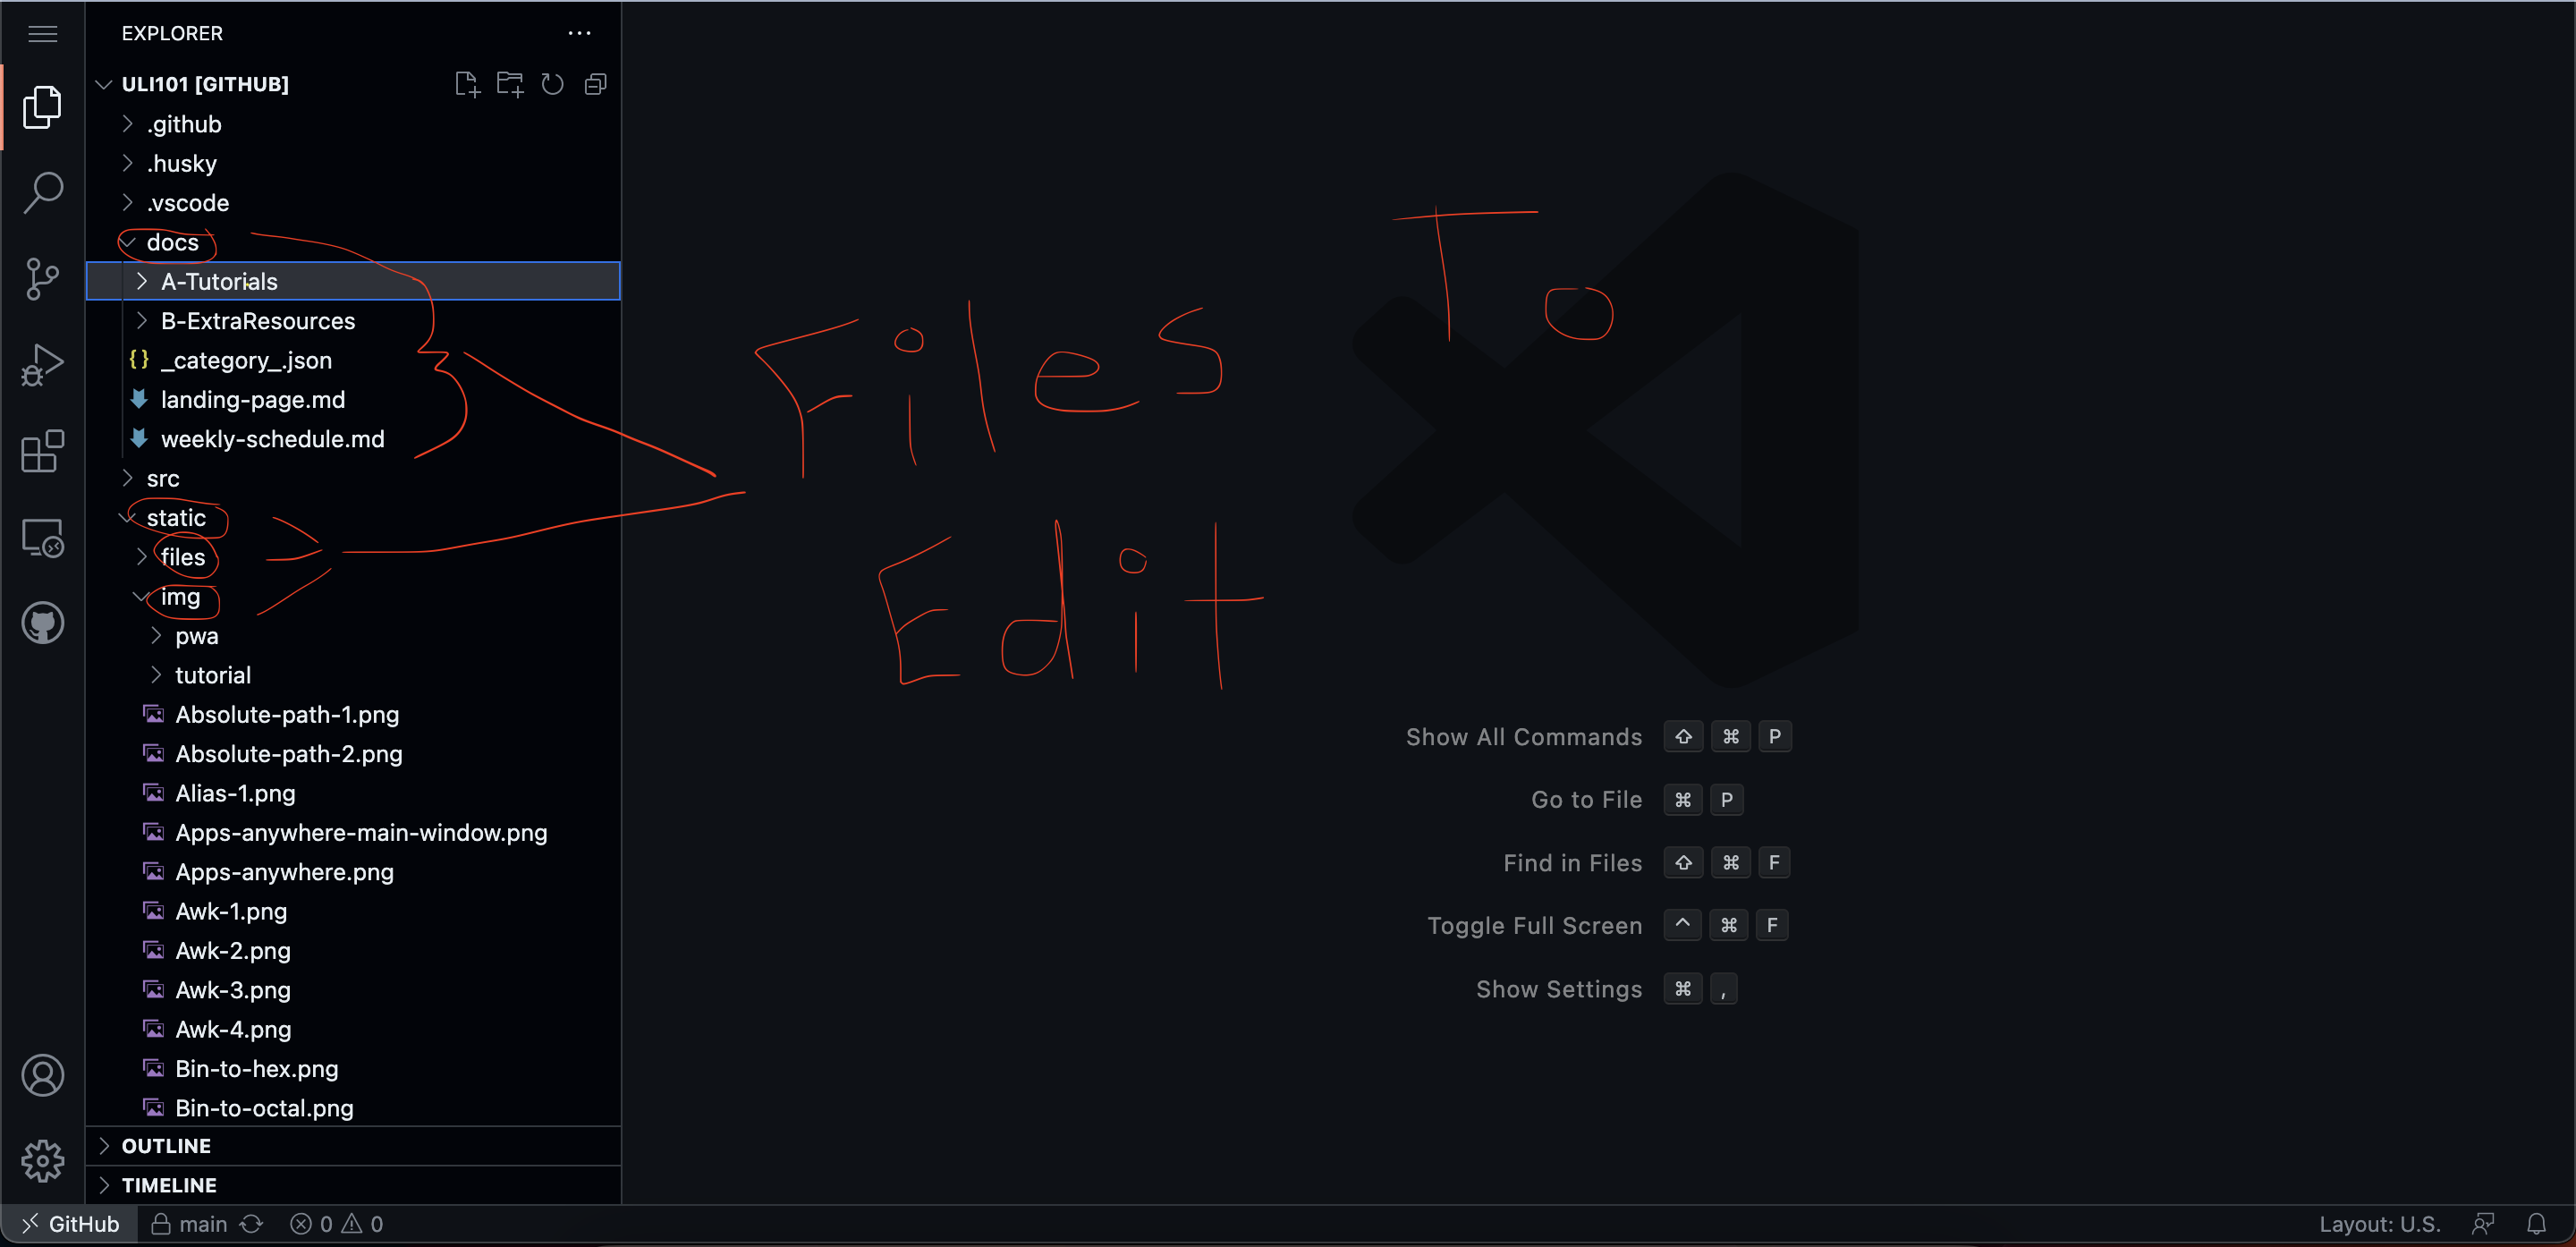 EXPLORER
ULI101 [GITHUB]
.github
.husky
.vscode
docs
A-Tutorials
B-ExtraResources
{} _category_.json
landing-page.md
weekly-schedule.md
src
static
files
img
pwa
tutorial
Absolute-path-1.png
Absolute-path-2.png
Alias-1.png
Apps-anywhere-main-window.png
Apps-anywhere.png
Awk-1.png
Awk-2.png
Awk-3.png
Awk-4.png
Bin-to-hex.png
Bin-to-octal.png
OUTLINE
TIMELINE
Files To
Edit
Show All Commands ⇧ ⌘ P
Go to File ⌘ P
Find in Files ⇧ ⌘ F
Toggle Full Screen ^ ⌘ F
Show Settings ⌘ ,
GitHub main 0 0 Layout: U.S.